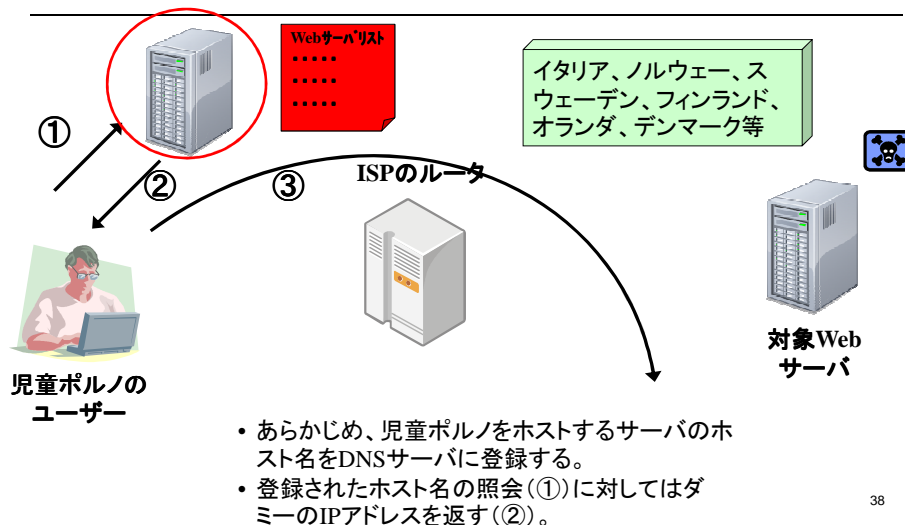 Webサーバリスト
・・・・・
・・・・
・・・・・
イタリア、ノルウェー、ス
ウェーデン、フィンランド、
オランダ、デンマーク等
①
②
③
ISPのルータ
対象Web
サーバ
児童ポルノの
ユーザー
• あらかじめ、児童ポルノをホストするサーバのホ
スト名をDNSサーバに登録する。
• 登録されたホスト名の照会(①)に対してはダ
ミーのIPアドレスを返す(②)。
38